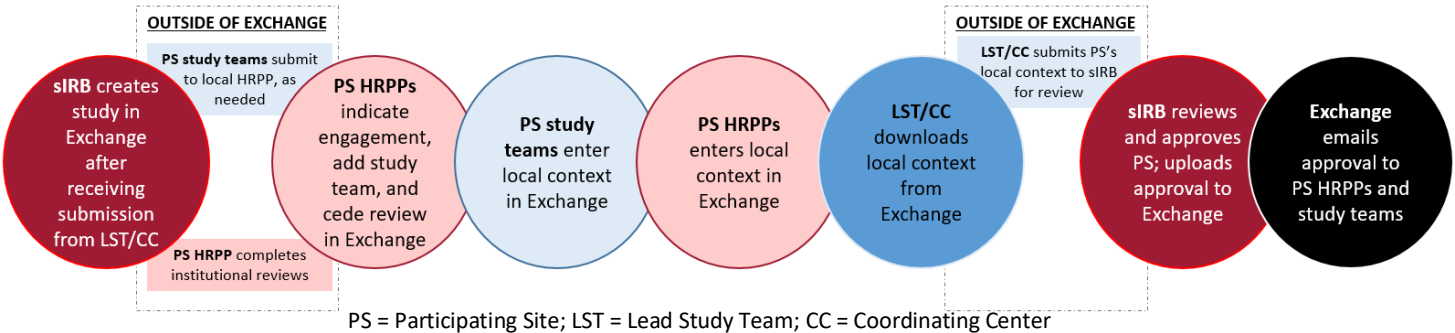 OUTSIDE OF EXCHANGE
PS study teams submit
to local HRPP, as
needed
sIRB creates
study in
Exchange
after
receiving
submission
from LST/CC
PS HRPP completes
institutional reviews
PS HRPPs
indicate
engagement,
add study
team, and
cede review
in Exchange
PS study
teams enter
local context
in Exchange
PS HRPPs
enters local
context in
Exchange
LST/CC
downloads
local context
from
Exchange
OUTSIDE OF EXCHANGE
LST/CC submits PS's
local context to sIRB
for review
sIRB reviews
and approves
PS; uploads
approval to
Exchange
Exchange
emails
approval to
PS HRPPs and
study teams
PS = Participating Site; LST = Lead Study Team; CC = Coordinating Center